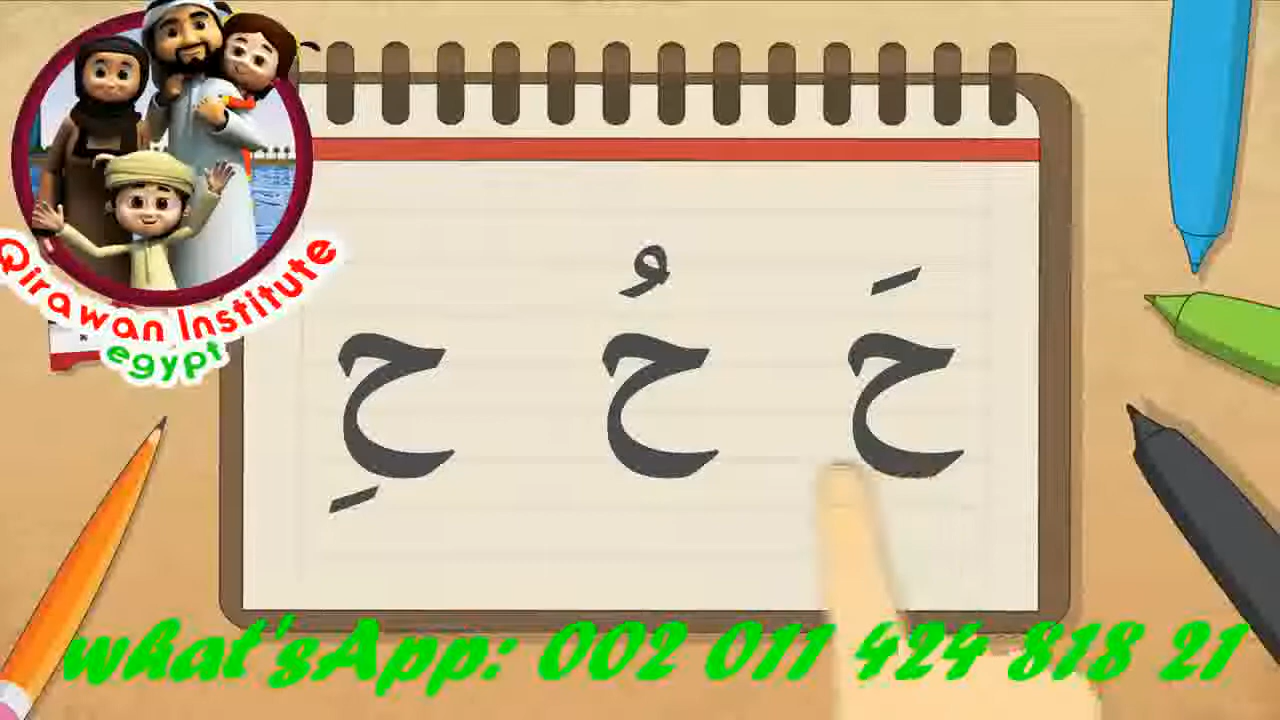 Qirawan Institute
egypt
حَ حُ حِ
what'sApp: 002 011 424 818 21